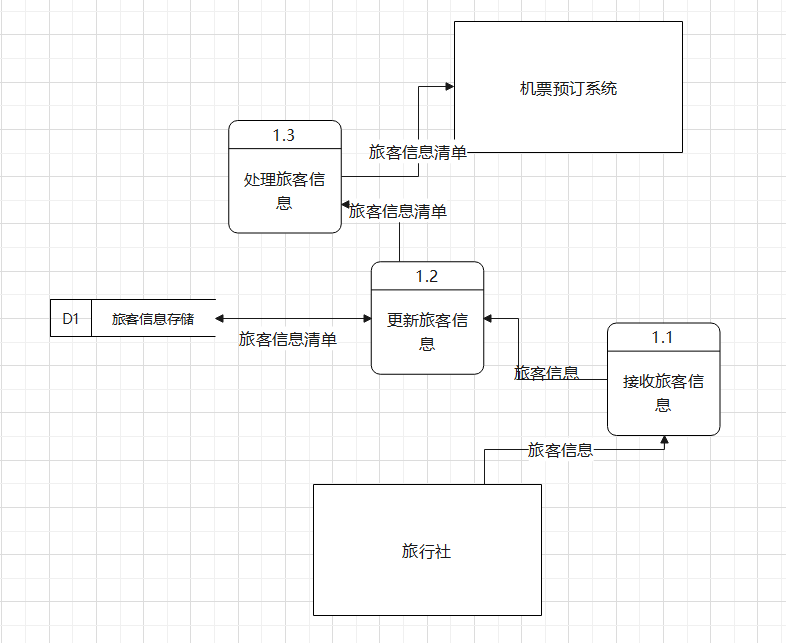 机票预订系统
1.3
旅客信息清单
处理旅客信
息
旅客信息清单
1.2
D1
旅客信息存储
更新旅客信
息
旅客信息清单
1.1
旅客信息
接收旅客信
息
旅客信息
旅行社